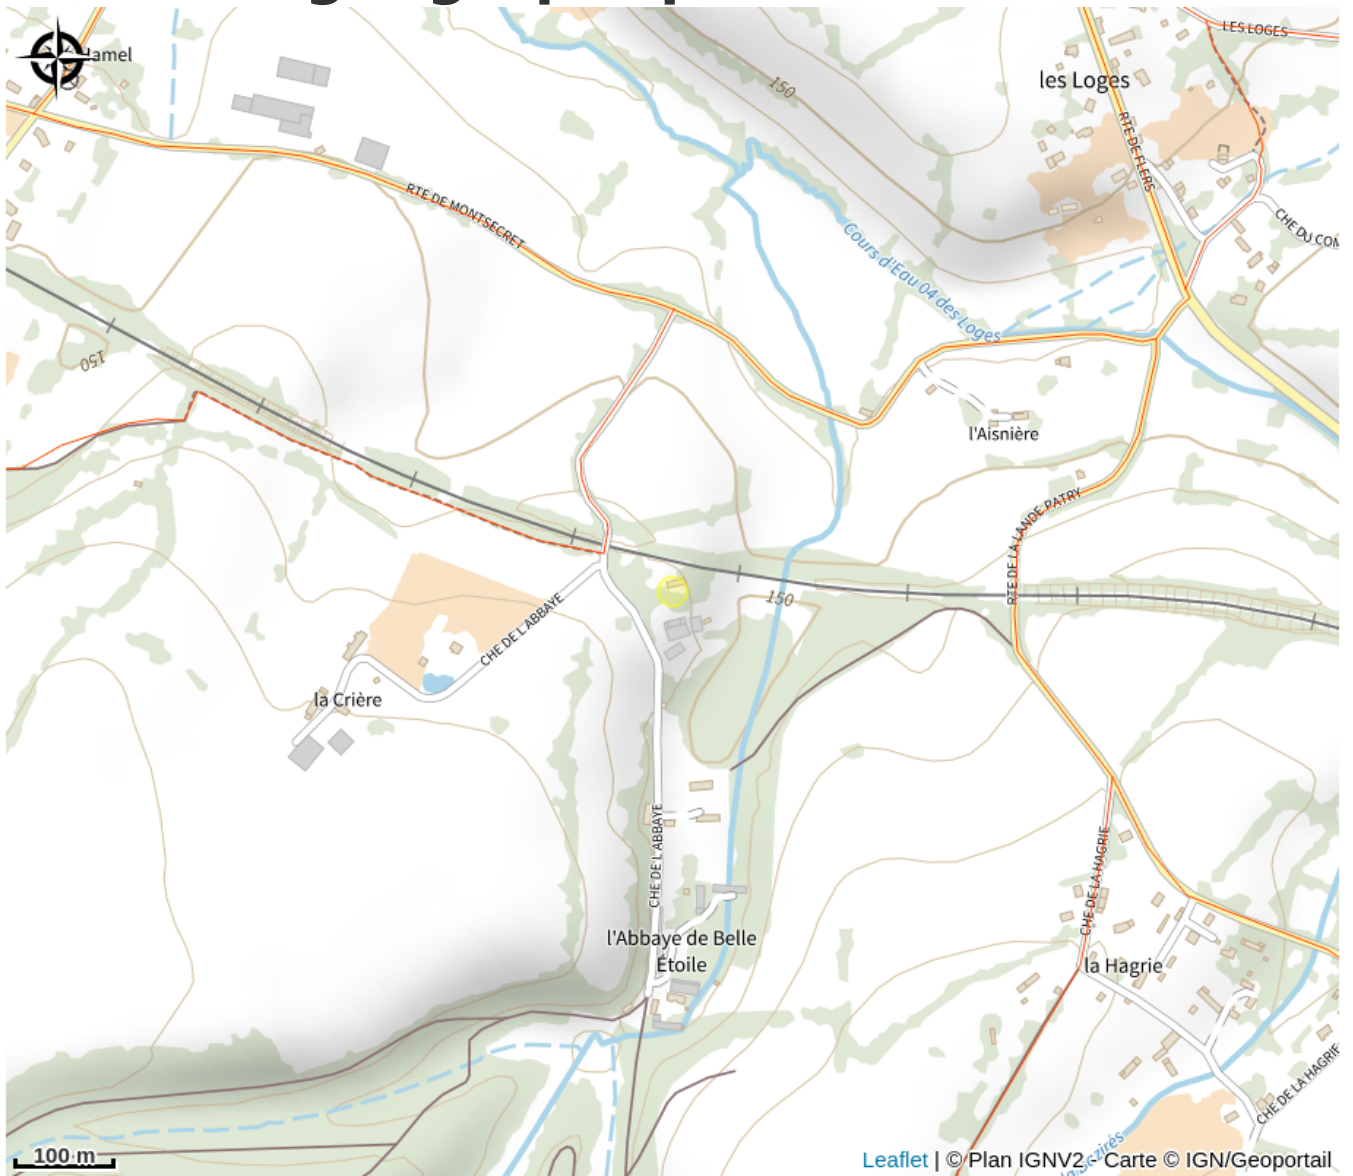 LES LOGES
amel
150
les Loges
RTE DE FLERS
RTE DE MONTSECRET
CHE DU COM
Cours d'Eau 04 des Loges
150
l'Aisnière
RTE DE LA LANDE PATRY
CHE DE L ABBAYE
150
la Crière
CHE DE L ABBAYE
CHE DE LA HAGRIE
l'Abbaye de Belle
Etoile
la Hagrie
CHE DE LA HAGRIE
100 m
Leaflet | © Plan IGNV2 - Carte © IGN/Geoportail